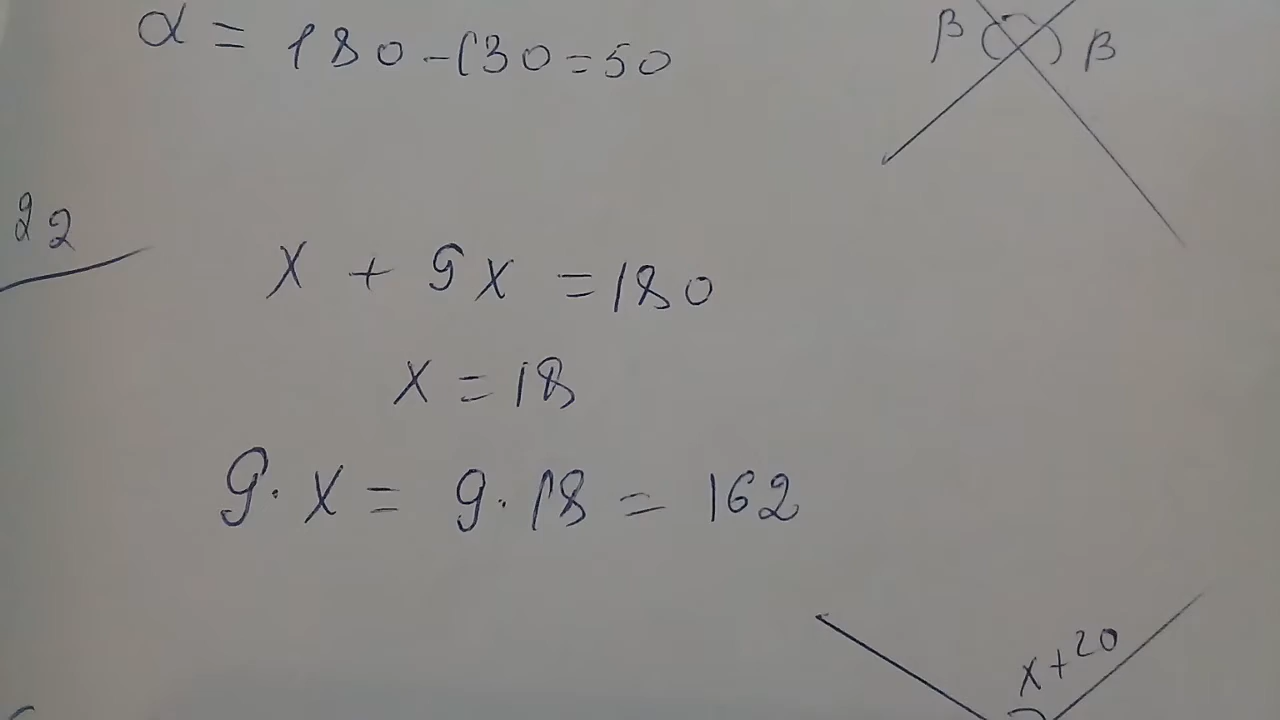 α = 180 - 130 = 50
β β
22
x + 9x = 180
x = 18
9 · x = 9 · 18 = 162
x + 20